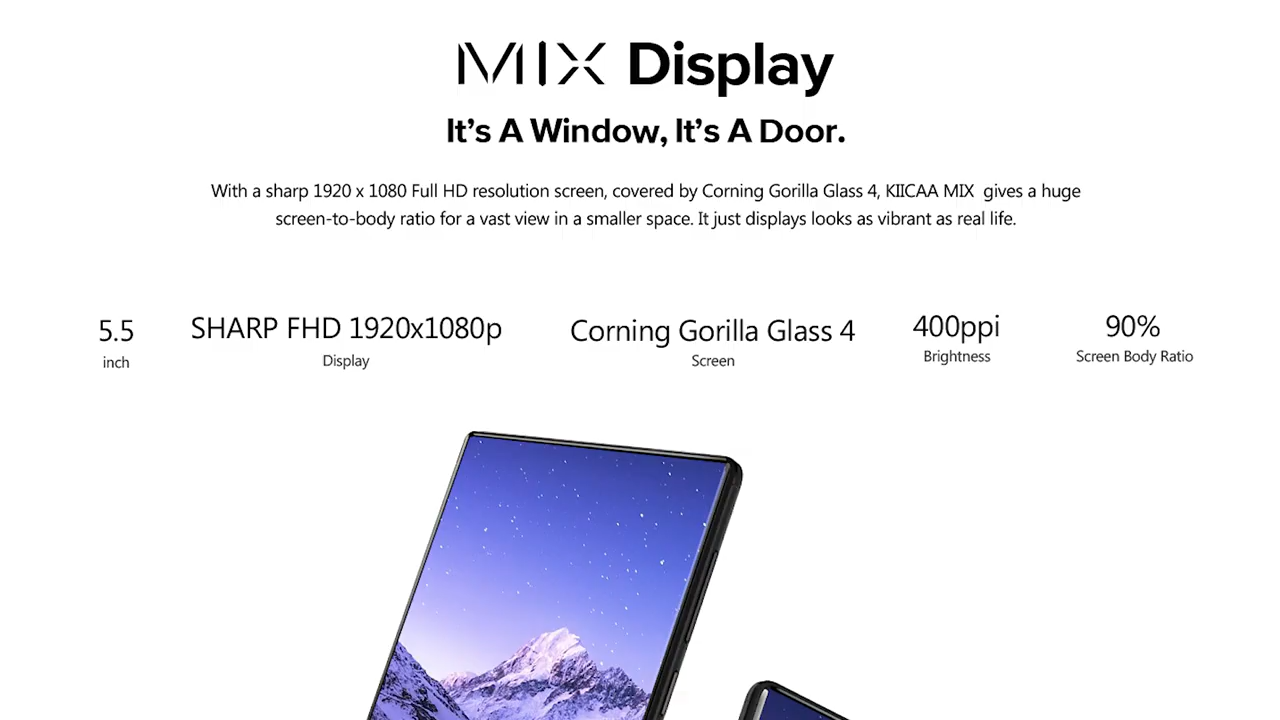 MIX Display
It's A Window, It's A Door.
With a sharp 1920 x 1080 Full HD resolution screen, covered by Corning Gorilla Glass 4, KIICAA MIX gives a huge
screen-to-body ratio for a vast view in a smaller space. It just displays looks as vibrant as real life.
5.5
inch
SHARP FHD 1920x1080p
Display
Corning Gorilla Glass 4
Screen
400ppi
Brightness
90%
Screen Body Ratio